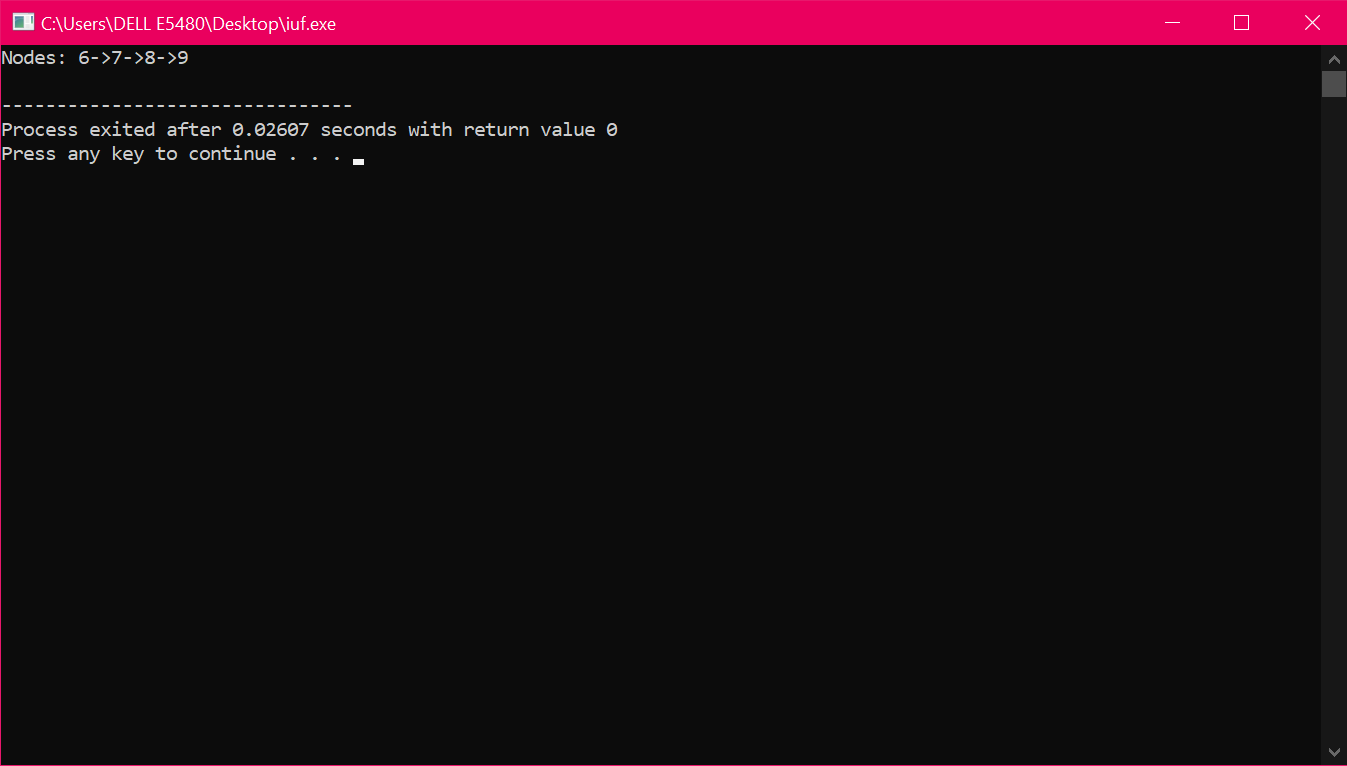 C:\Users\DELL E5480\Desktop\iuf.exe
Nodes: 6->7->8->9
--------------------------------
Process exited after 0.02607 seconds with return value 0
Press any key to continue . . .